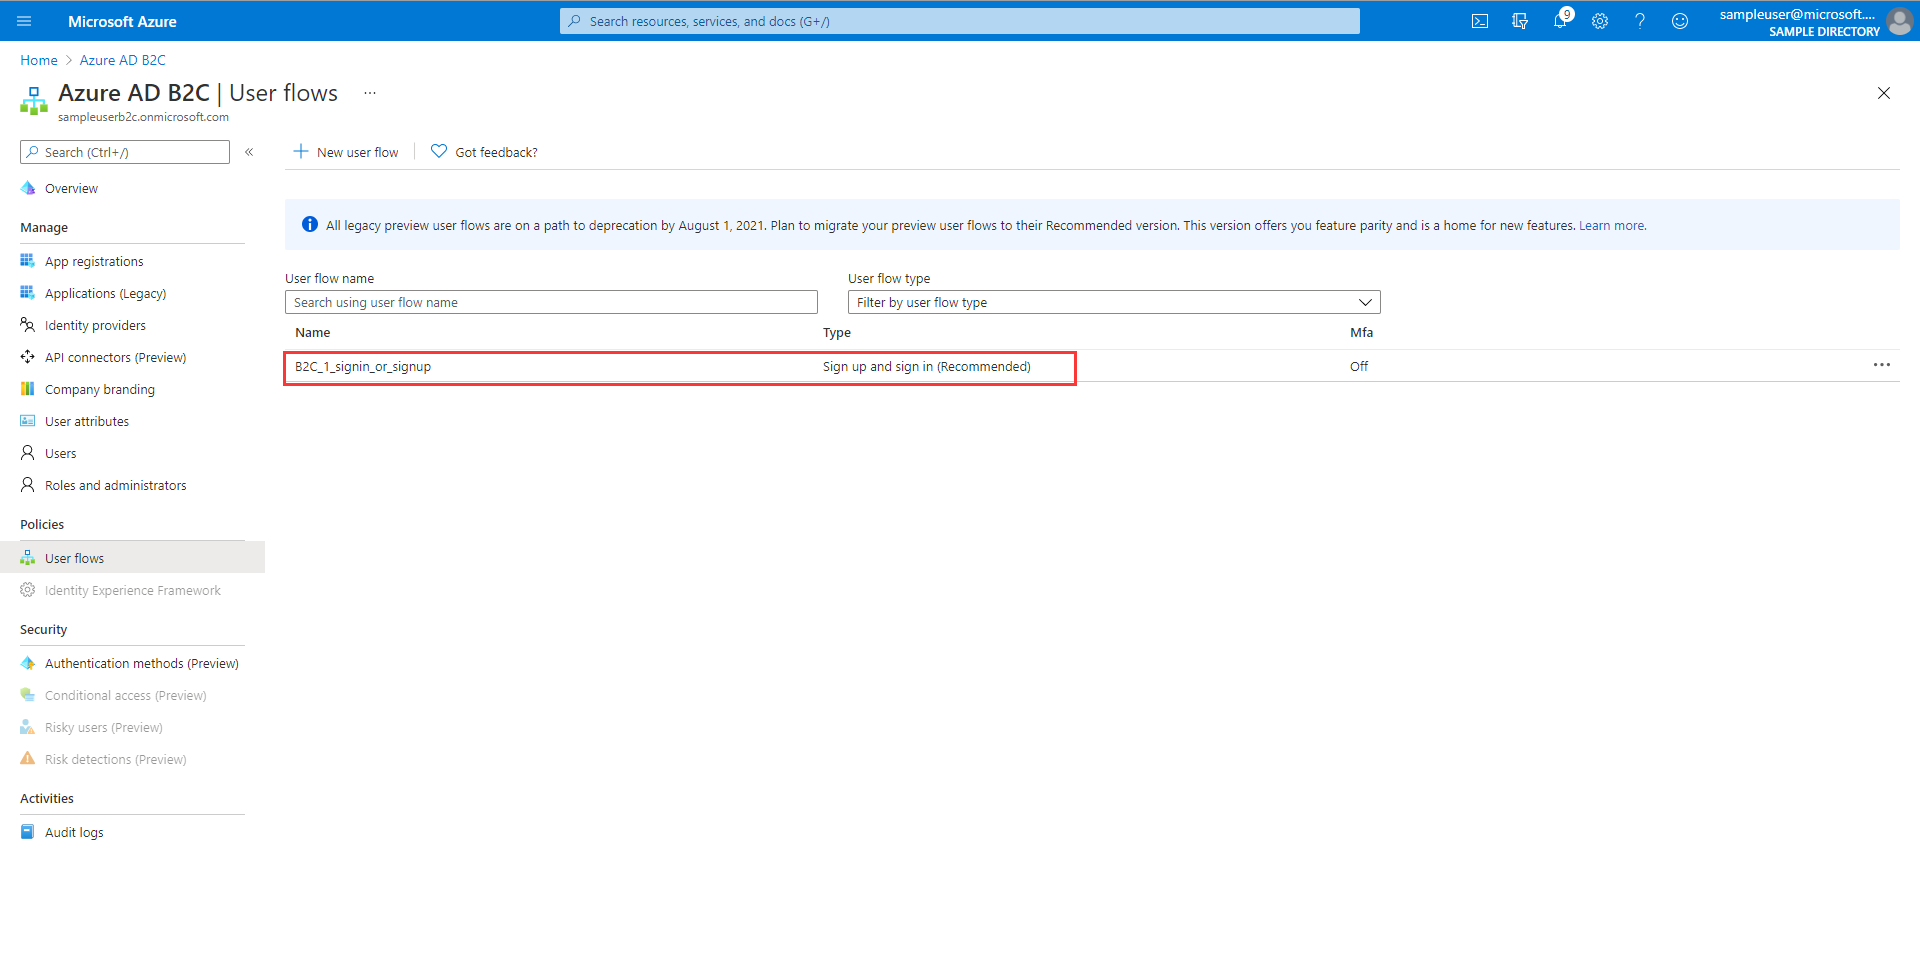 Microsoft Azure
Search resources, services, and docs (G+/)
9
sampleuser@microsoft....
SAMPLE DIRECTORY
Home > Azure AD B2C
Azure AD B2C | User flows ...
sampleuserb2c.onmicrosoft.com
Search (Ctrl+/) «
New user flow
Got feedback?
Overview
Manage
App registrations
Applications (Legacy)
Identity providers
API connectors (Preview)
Company branding
User attributes
Users
Roles and administrators
Policies
User flows
Identity Experience Framework
Security
Authentication methods (Preview)
Conditional access (Preview)
Risky users (Preview)
Risk detections (Preview)
Activities
Audit logs
All legacy preview user flows are on a path to deprecation by August 1, 2021. Plan to migrate your preview user flows to their Recommended version. This version offers you feature parity and is a home for new features. Learn more.
User flow name
Search using user flow name
User flow type
Filter by user flow type
Name Type Mfa
B2C_1_signin_or_signup Sign up and sign in (Recommended) Off ...